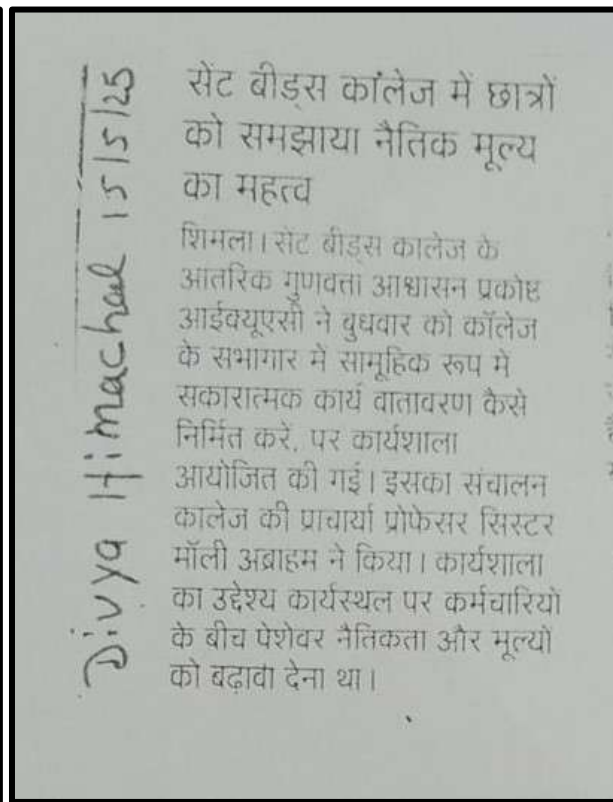 Divya Himachal 15/5/25
सेंट बीड्स कॉलेज में छात्रों
को समझाया नैतिक मूल्य
का महत्व
शिमला। सेंट बीड्स कालेज के
आंतरिक गुणवत्ता आश्वासन प्रकोष्ठ
आईक्यूएसी ने बुधवार को कॉलेज
के सभागार में सामूहिक रूप में
सकारात्मक कार्य वातावरण कैसे
निर्मित करें, पर कार्यशाला
आयोजित की गई। इसका संचालन
कालेज की प्राचार्या प्रोफेसर सिस्टर
मॉली अब्राहम ने किया। कार्यशाला
का उद्देश्य कार्यस्थल पर कर्मचारियों
के बीच पेशेवर नैतिकता और मूल्यों
को बढ़ावा देना था।